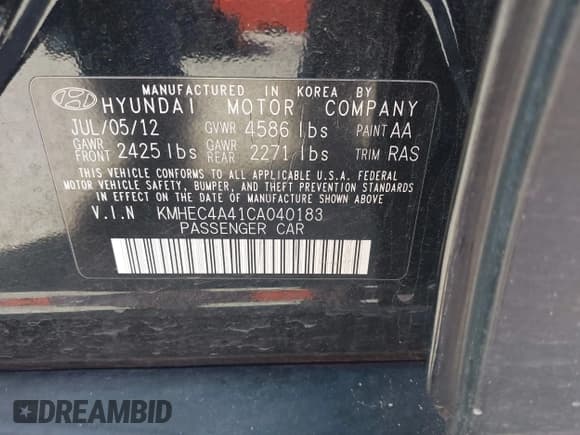 MANUFACTURED IN KOREA BY
HYUNDAI MOTOR COMPANY
JUL/05/12 GVWR 4586 lbs PAINT AA
GAWR FRONT 2425 lbs GAWR REAR 2271 lbs TRIM RAS
THIS VEHICLE CONFORMS TO ALL APPLICABLE U.S.A. FEDERAL
MOTOR VEHICLE SAFETY, BUMPER, AND THEFT PREVENTION STANDARDS
IN EFFECT ON THE DATE OF MANUFACTURE SHOWN ABOVE
V.I.N KMHEC4A41CA040183
PASSENGER CAR
DREAMBID